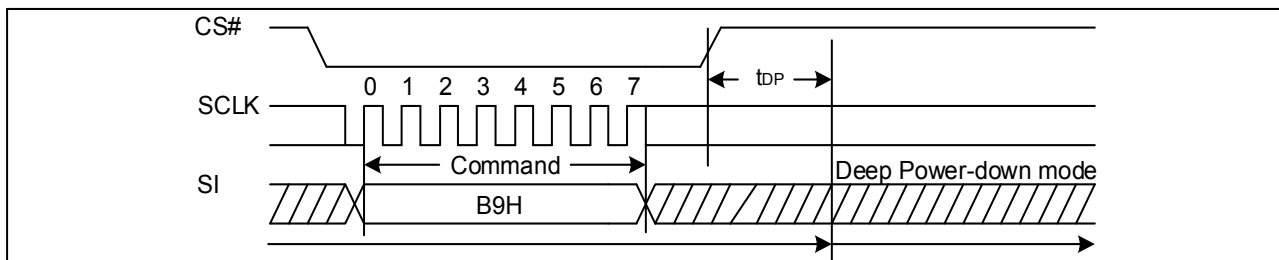 CS#
tDP
0 1 2 3 4 5 6 7
SCLK
Command
Deep Power-down mode
SI
B9H